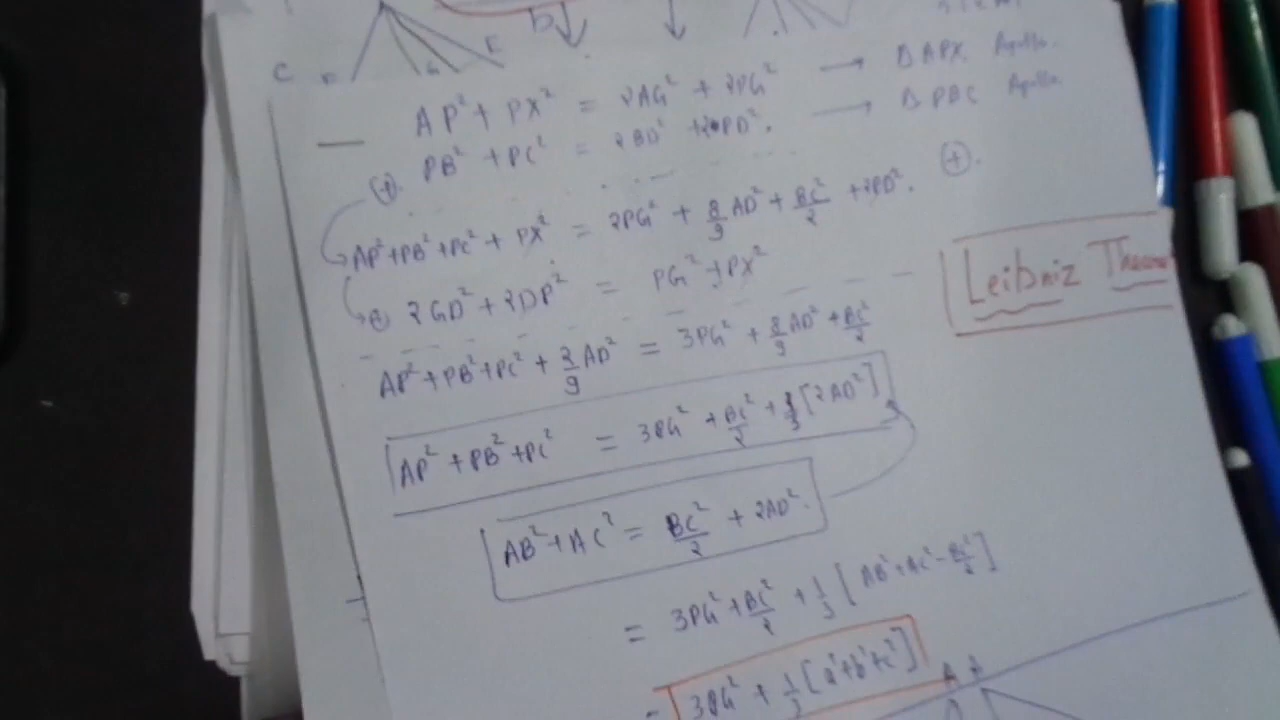 b
C D G E
AP² + PX² = 2AG² + 2PG² → Δ APX Apollo.
⊕. PB² + PC² = 2BD² + 2PD². → Δ PBC Apollo
⊕.
AP² + PB² + PC² + PX² = 2PG² + 8/9 AD² + BC²/2 + 2PD².
⊕ 2GD² + 2DP² = PG² + PX²
Leibniz Theorem
AP² + PB² + PC² + 2/9 AD² = 3PG² + 8/9 AD² + BC²/2
AP² + PB² + PC² = 3PG² + BC²/2 + 1/3 [2AD²]
AB² + AC² = BC²/2 + 2AD².
= 3PG² + BC²/2 + 1/3 [AB² + AC² - BC²/2]
= 3PG² + 1/3 [a² + b² + c²]
A A